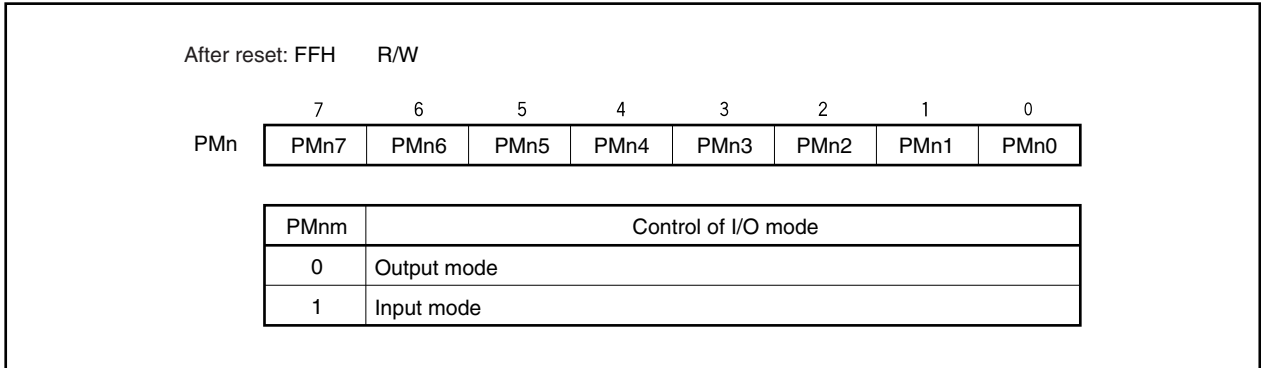 After reset: FFH R/W
7 6 5 4 3 2 1 0
PMn PMn7 PMn6 PMn5 PMn4 PMn3 PMn2 PMn1 PMn0
PMnm Control of I/O mode
0 Output mode
1 Input mode